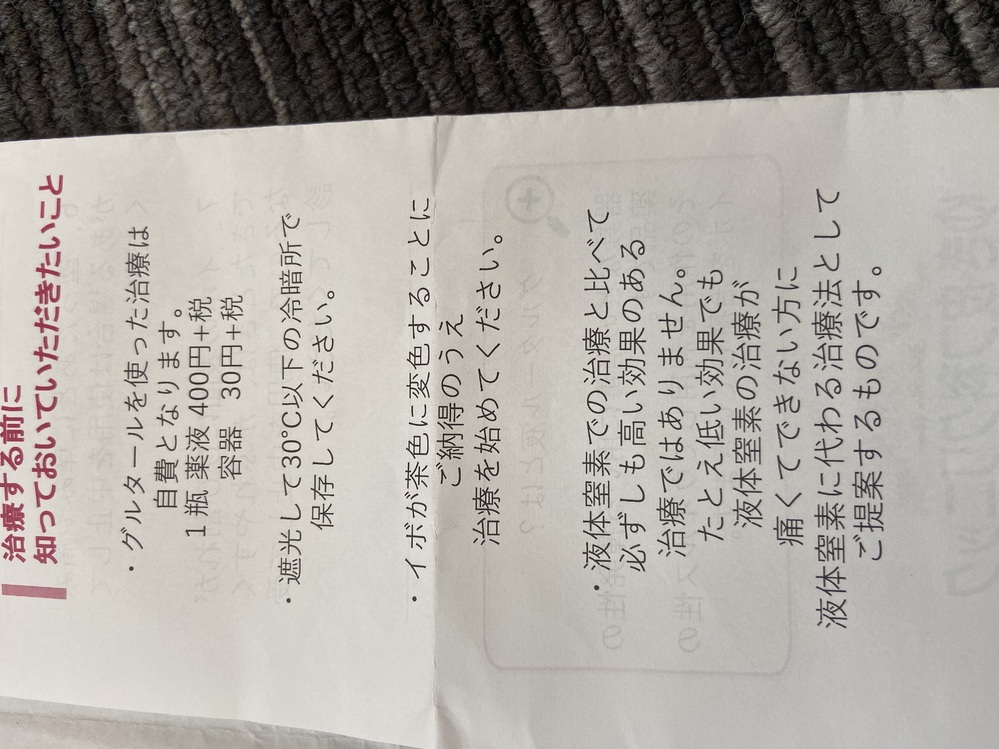 治療する前に
知っておいていただきたいこと
・グルタールを使った治療は
自費となります。
1 瓶 薬液 400円+税
容器 30円+税
・遮光して30℃以下の冷暗所で
保存してください。
・イボが茶色に変色することに
ご納得のうえ
治療を始めてください。
・液体窒素での治療と比べて
必ずしも高い効果のある
治療ではありません。
たとえ低い効果でも
液体窒素の治療が
痛くてできない方に
液体窒素に代わる治療法として
ご提案するものです。